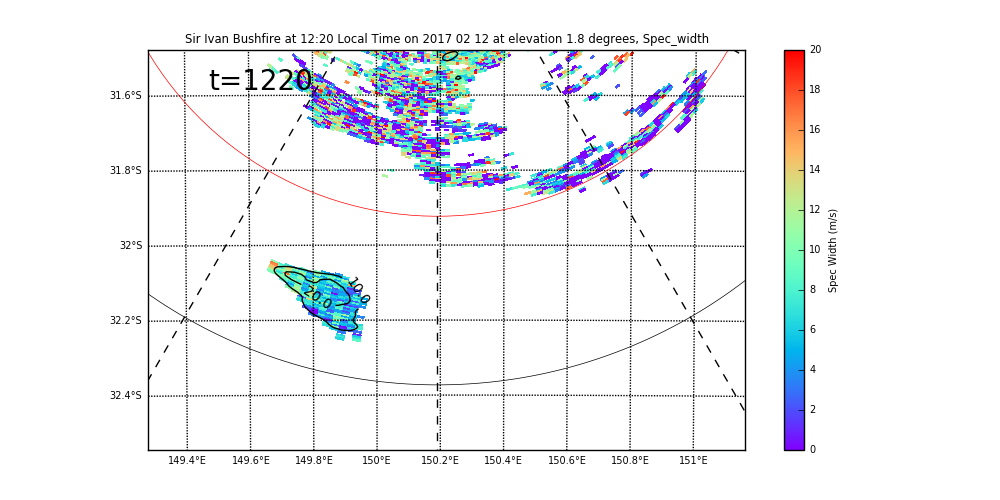 Sir Ivan Bushfire at 12:20 Local Time on 2017 02 12 at elevation 1.8 degrees, Spec_width
t=1220
31.6°S
31.8°S
32°S
32.2°S
32.4°S
149.4°E 149.6°E 149.8°E 150°E 150.2°E 150.4°E 150.6°E 150.8°E 151°E
10.0
20.0
20
18
16
14
12
10
8
6
4
2
0
Spec Width (m/s)